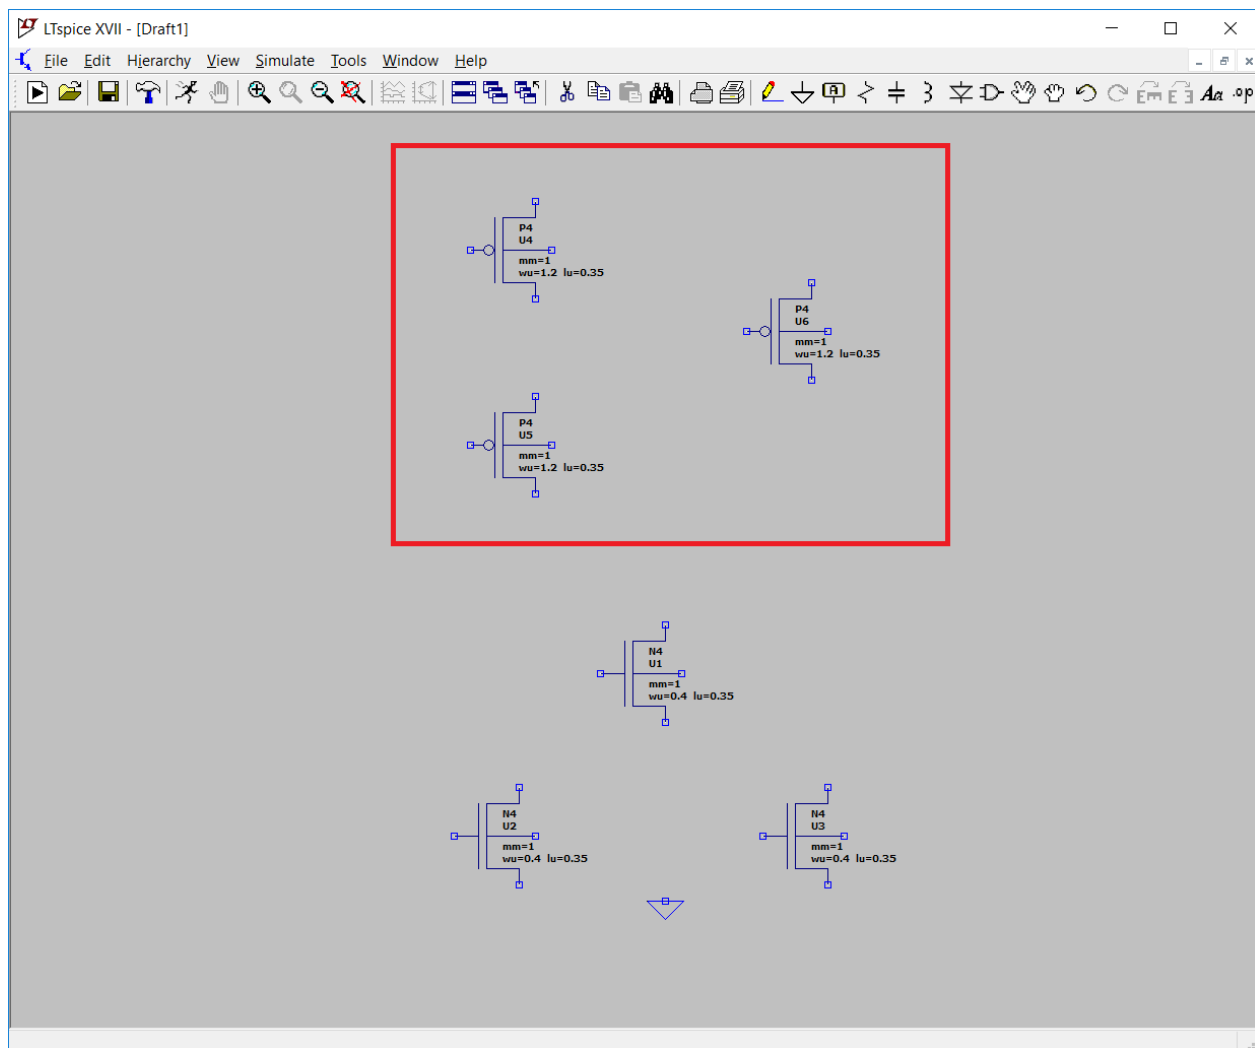 LTspice XVII - [Draft1]
File Edit Hierarchy View Simulate Tools Window Help
A Aa .op
P4
U4
mm=1
wu=1.2 lu=0.35
P4
U6
mm=1
wu=1.2 lu=0.35
P4
U5
mm=1
wu=1.2 lu=0.35
N4
U1
mm=1
wu=0.4 lu=0.35
N4
U2
mm=1
wu=0.4 lu=0.35
N4
U3
mm=1
wu=0.4 lu=0.35